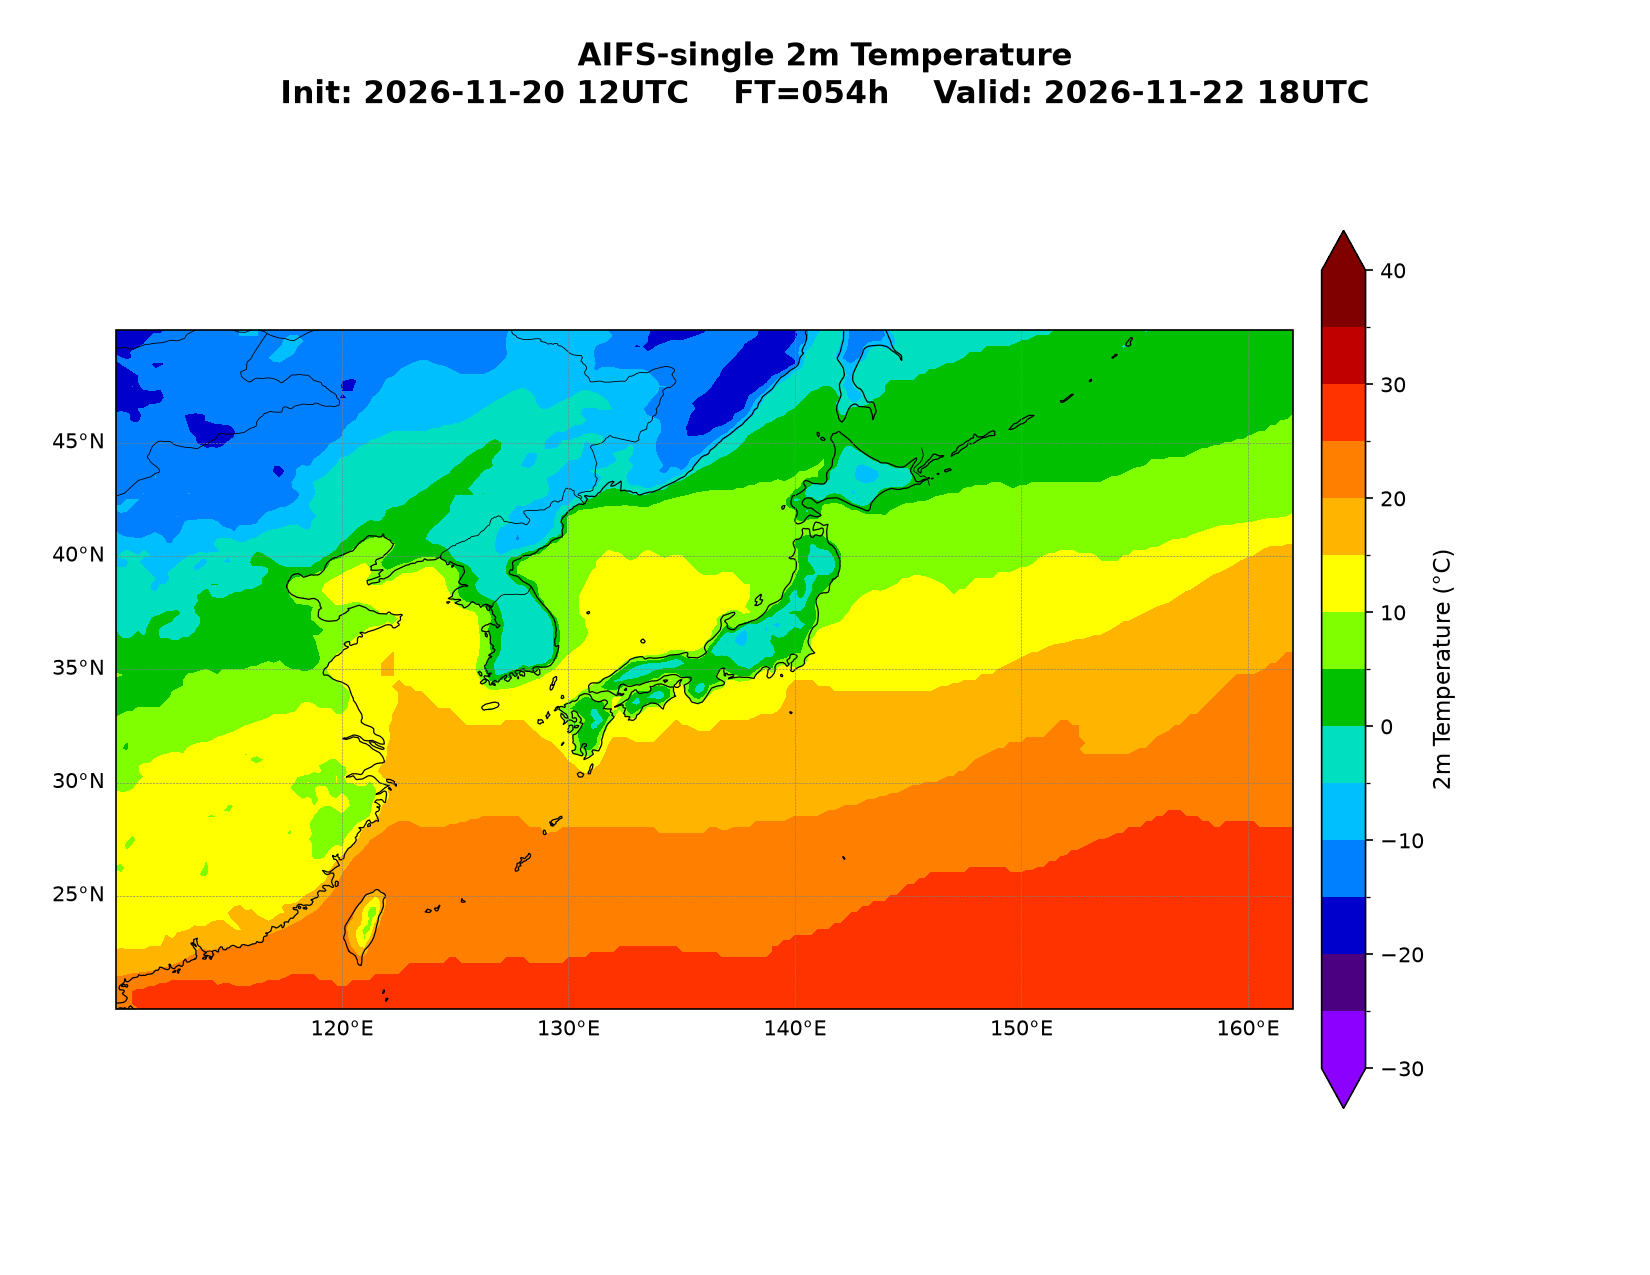 AIFS-single 2m Temperature
Init: 2026-11-20 12UTC    FT=054h    Valid: 2026-11-22 18UTC
45°N
40°N
35°N
30°N
25°N
120°E
130°E
140°E
150°E
160°E
40
30
20
10
0
−10
−20
−30
2m Temperature (°C)